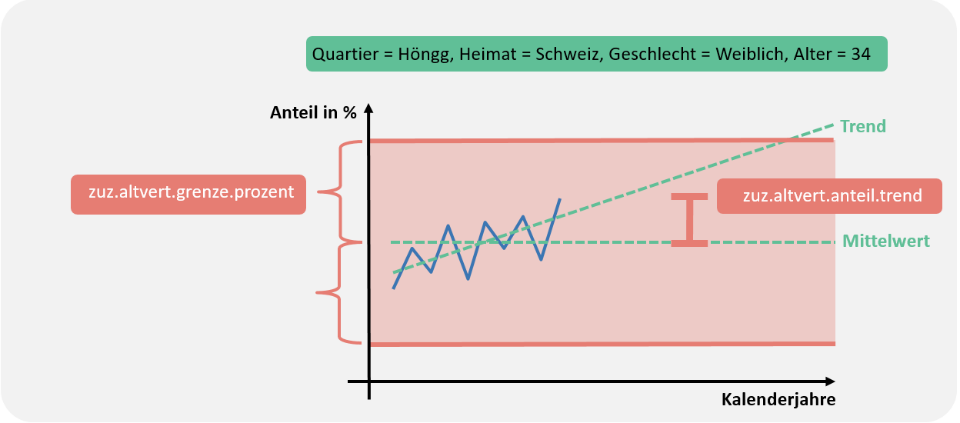 Quartier = Höngg, Heimat = Schweiz, Geschlecht = Weiblich, Alter = 34
Anteil in %
Trend
zuz.altvert.grenze.prozent
zuz.altvert.anteil.trend
Mittelwert
Kalenderjahre